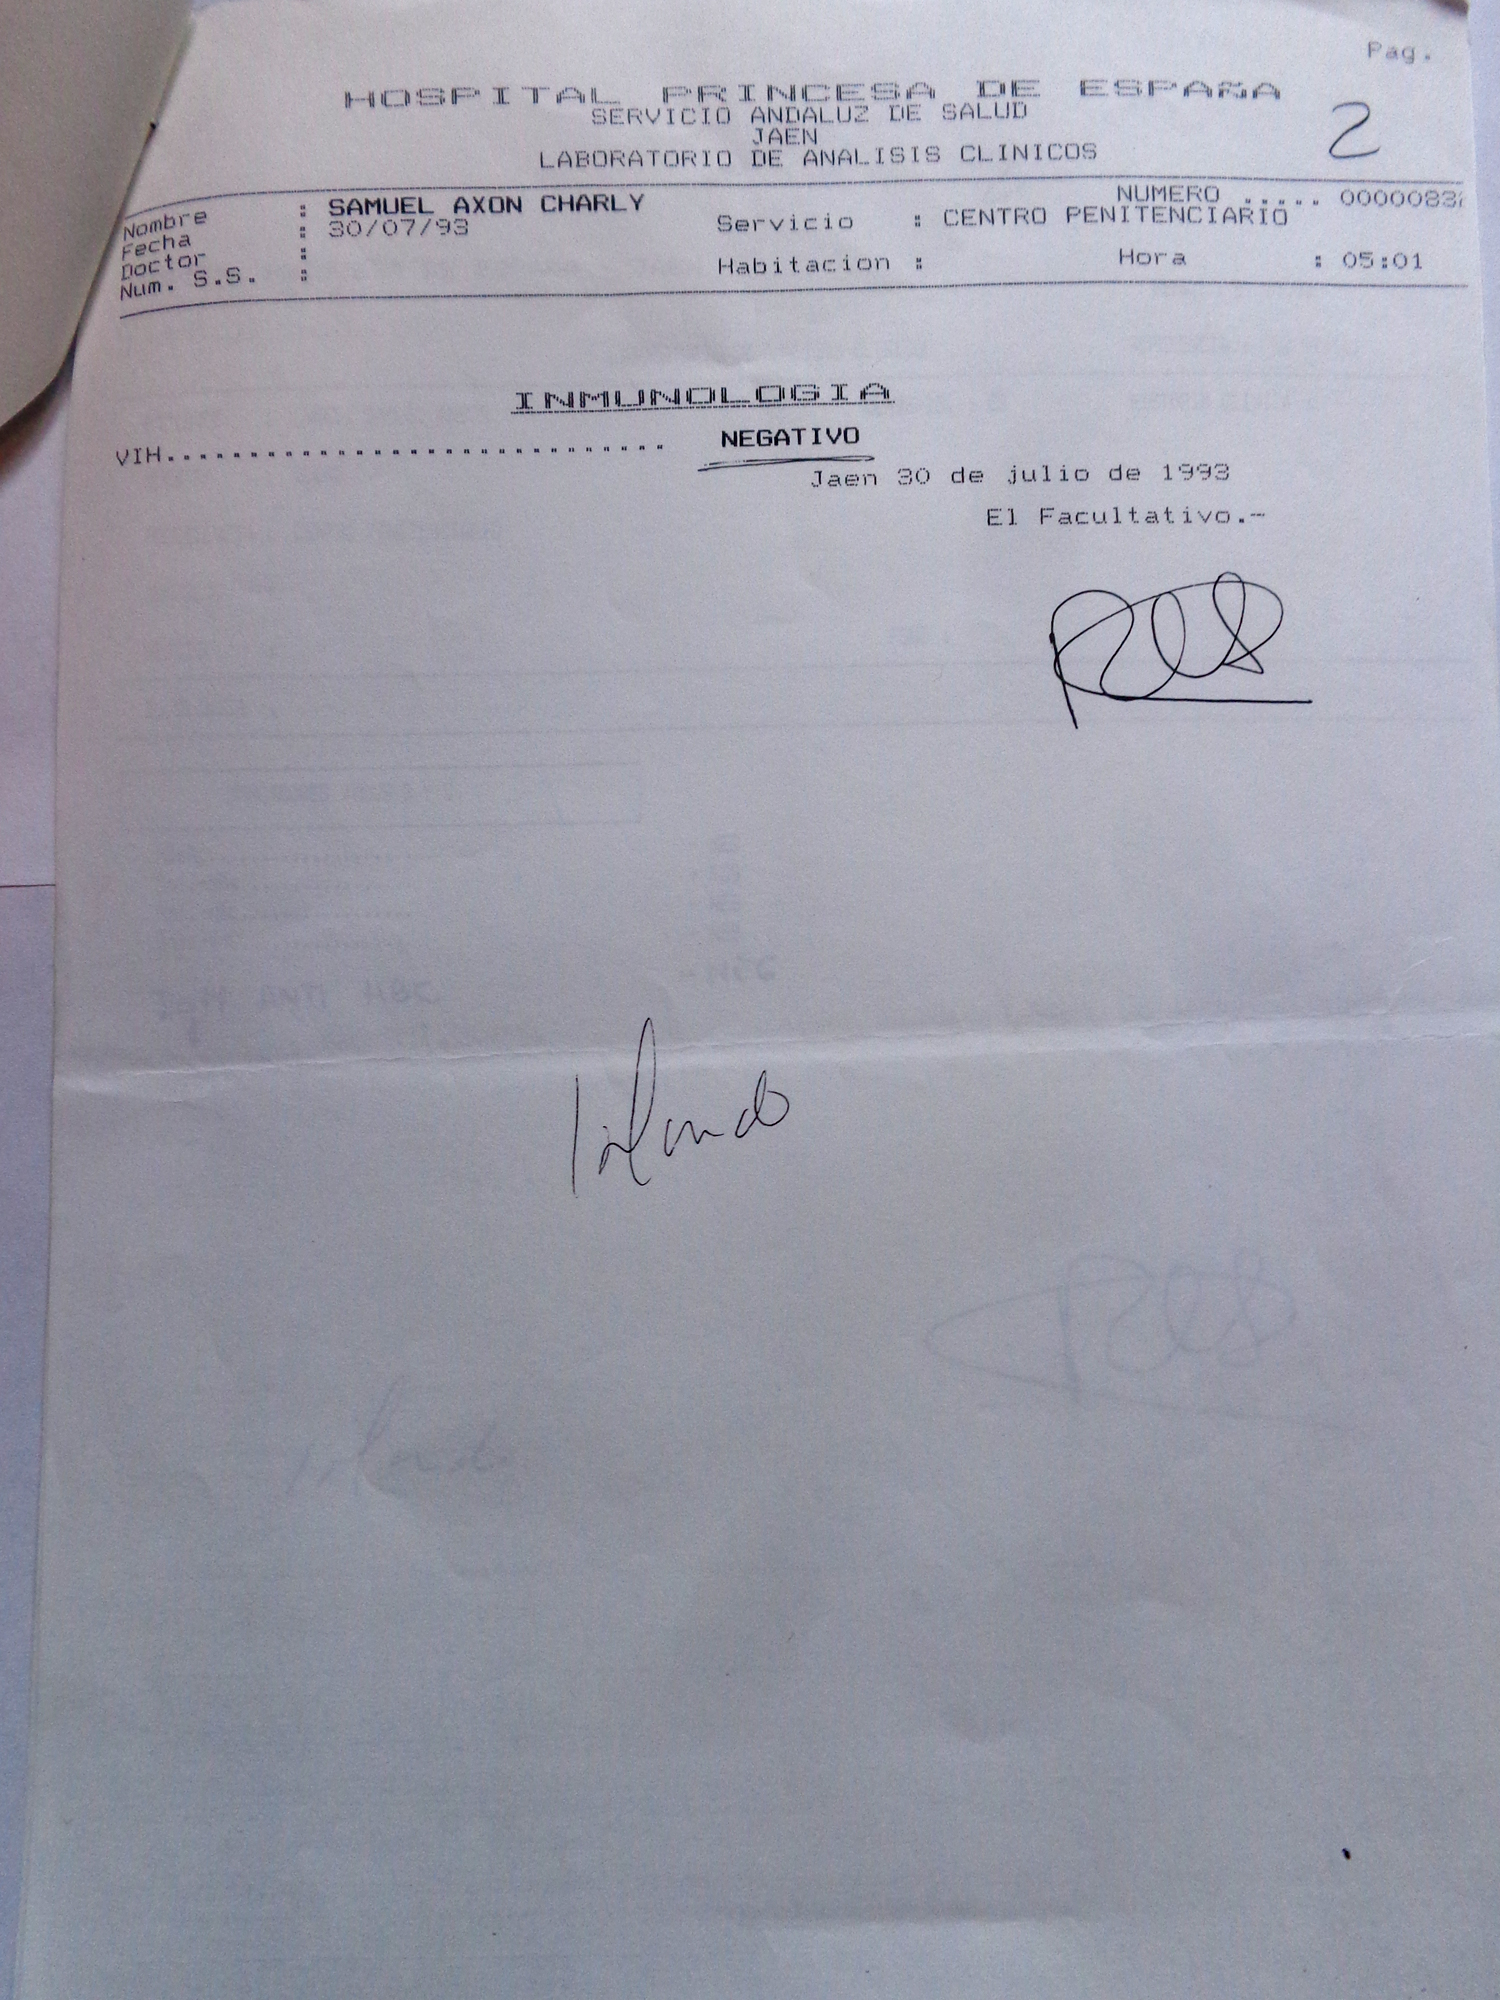 Pag.
HOSPITAL PRINCESA DE ESPAÑA
SERVICIO ANDALUZ DE SALUD
2
JAEN
LABORATORIO DE ANALISIS CLINICOS
NUMERO ..... 0000083
Nombre : SAMUEL AXON CHARLY
Fecha : 30/07/93 Servicio : CENTRO PENITENCIARIO
Doctor :
Num. S.S. : Habitacion : Hora : 05:01
INMUNOLOGIA
VIH.............................. NEGATIVO
Jaen 30 de julio de 1993
El Facultativo.-